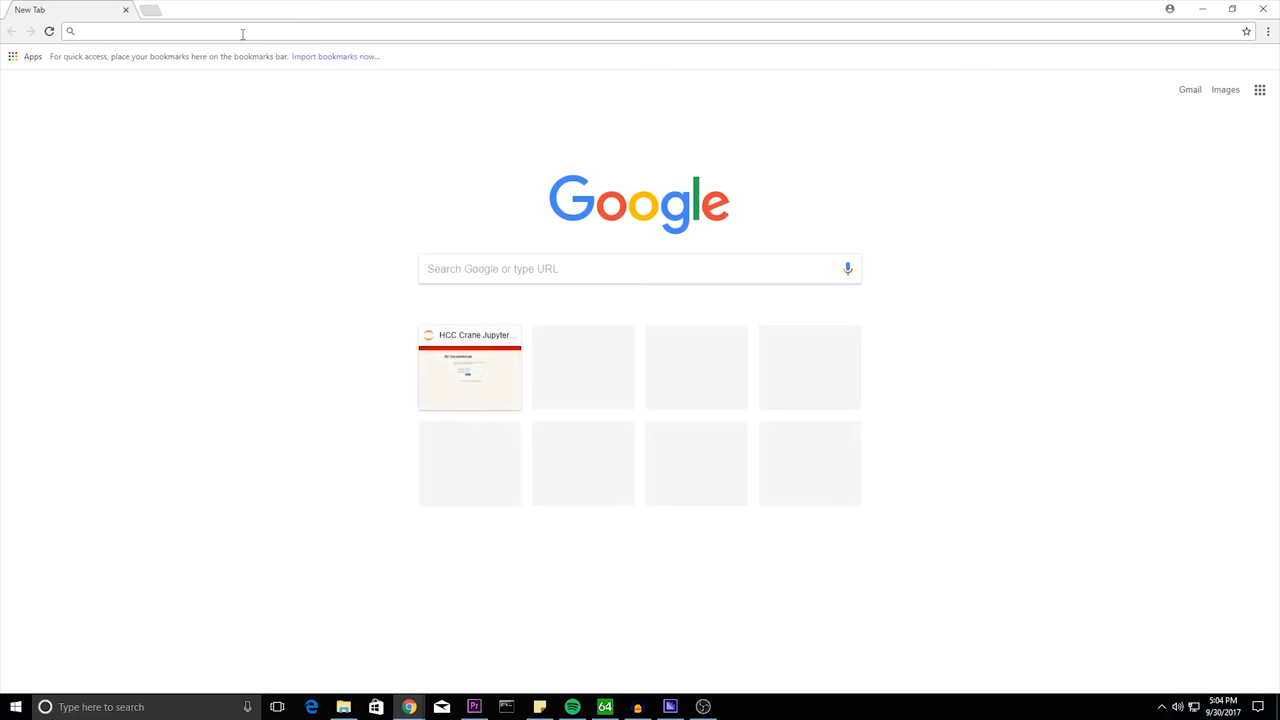 New Tab
Apps For quick access, place your bookmarks here on the bookmarks bar. Import bookmarks now...
Gmail Images
Google
Search Google or type URL
HCC Crane Jupyter...
Type here to search
Pr
64
5:04 PM
9/30/2017